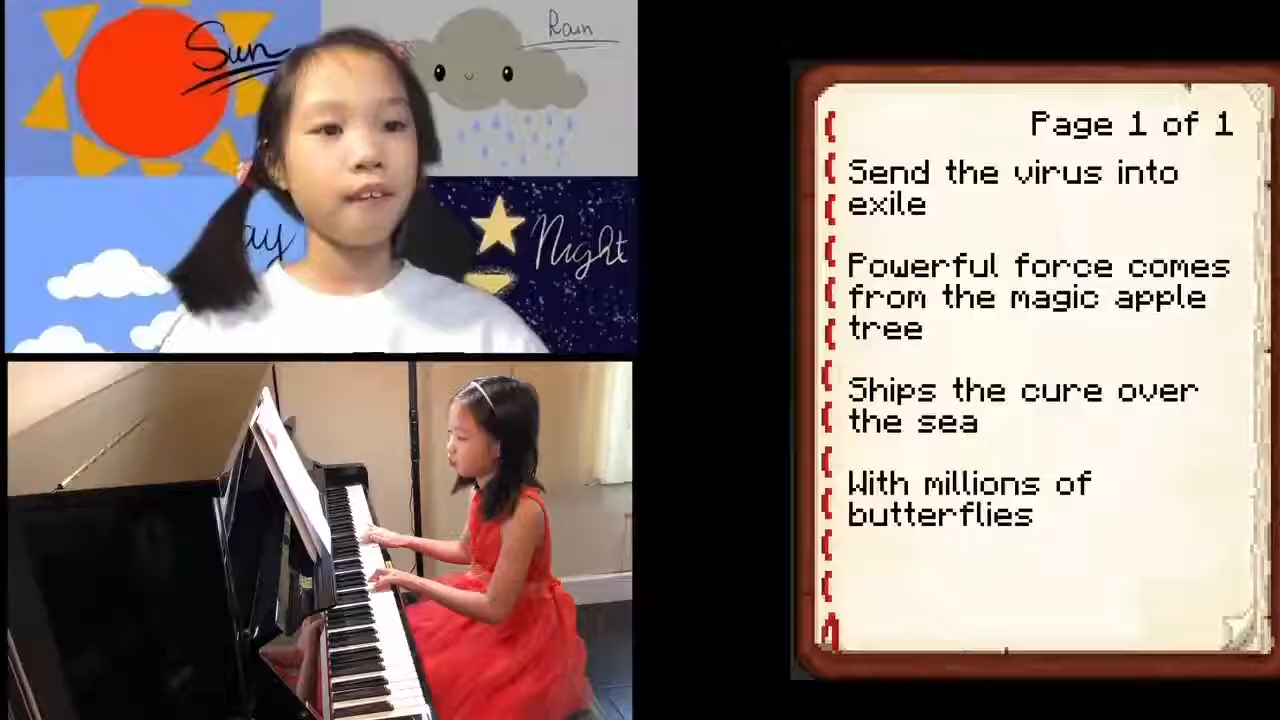 Sun
Rain
ay
Night
Page 1 of 1
Send the virus into
exile
Powerful force comes
from the magic apple
tree
Ships the cure over
the sea
With millions of
butterflies